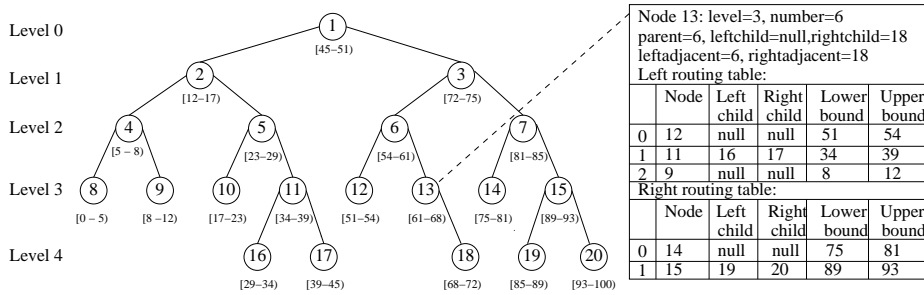 Level 0
1
[45−51]
Level 1
2
[12−17]
3
[72−75]
Level 2
4
[5 − 8)
5
[23−29)
6
[54−61)
7
[81−85)
Level 3
8
[0 − 5)
9
[8 −12)
10
[17−23)
11
[34−39)
12
[51−54)
13
[61−68)
14
[75−81)
15
[89−93)
Level 4
16
[29−34)
17
[39−45)
18
[68−72)
19
[85−89)
20
[93−100)
Node 13: level=3, number=6
parent=6, leftchild=null,rightchild=18
leftadjacent=6, rightadjacent=18
Left routing table:
Node Left child Right child Lower bound Upper bound
0 12 null null 51 54
1 11 16 17 34 39
2 9 null null 8 12
Right routing table:
Node Left child Right child Lower bound Upper bound
0 14 null null 75 81
1 15 19 20 89 93